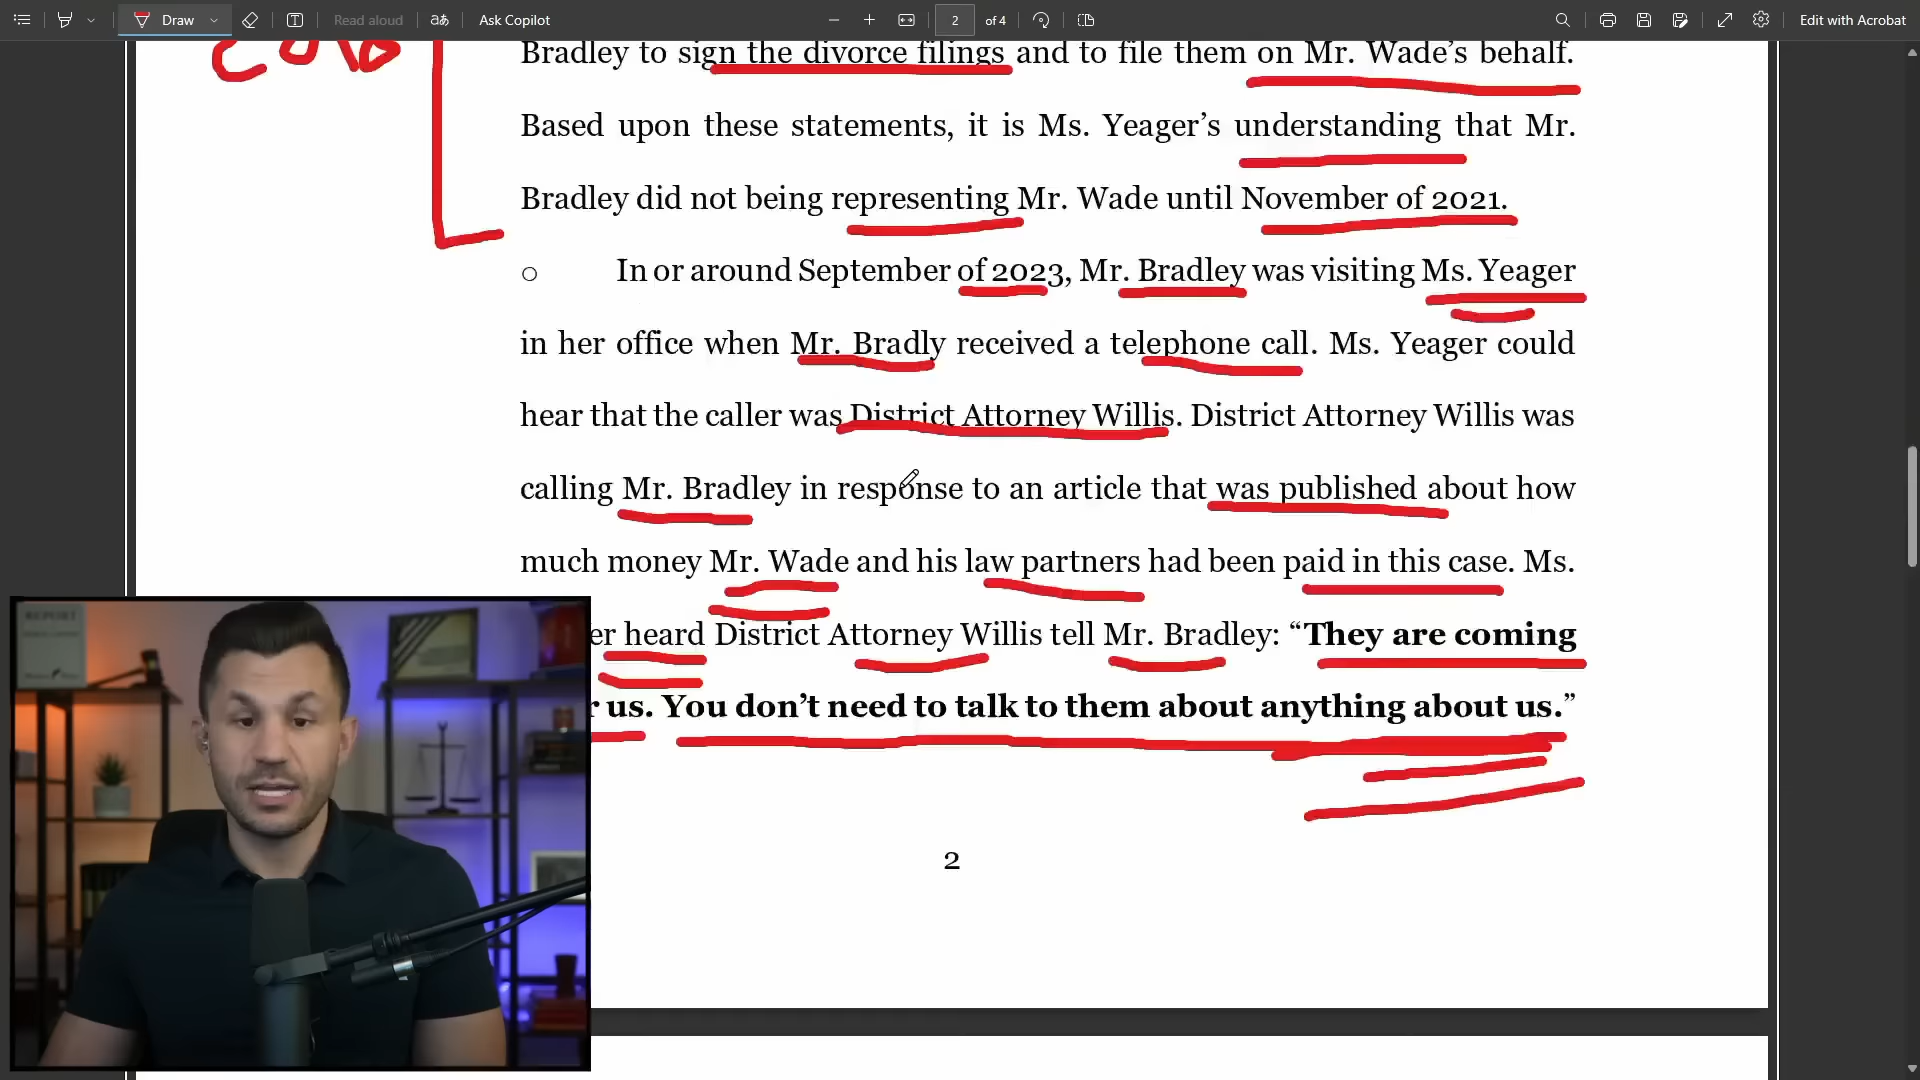 Draw
Read aloud
aあ
Ask Copilot
2
of 4
Edit with Acrobat
Bradley to sign the divorce filings and to file them on Mr. Wade’s behalf.
Based upon these statements, it is Ms. Yeager’s understanding that Mr.
Bradley did not being representing Mr. Wade until November of 2021.
o In or around September of 2023, Mr. Bradley was visiting Ms. Yeager
in her office when Mr. Bradly received a telephone call. Ms. Yeager could
hear that the caller was District Attorney Willis. District Attorney Willis was
calling Mr. Bradley in response to an article that was published about how
much money Mr. Wade and his law partners had been paid in this case. Ms.
er heard District Attorney Willis tell Mr. Bradley: “They are coming
r us. You don’t need to talk to them about anything about us.”
2
REPORT